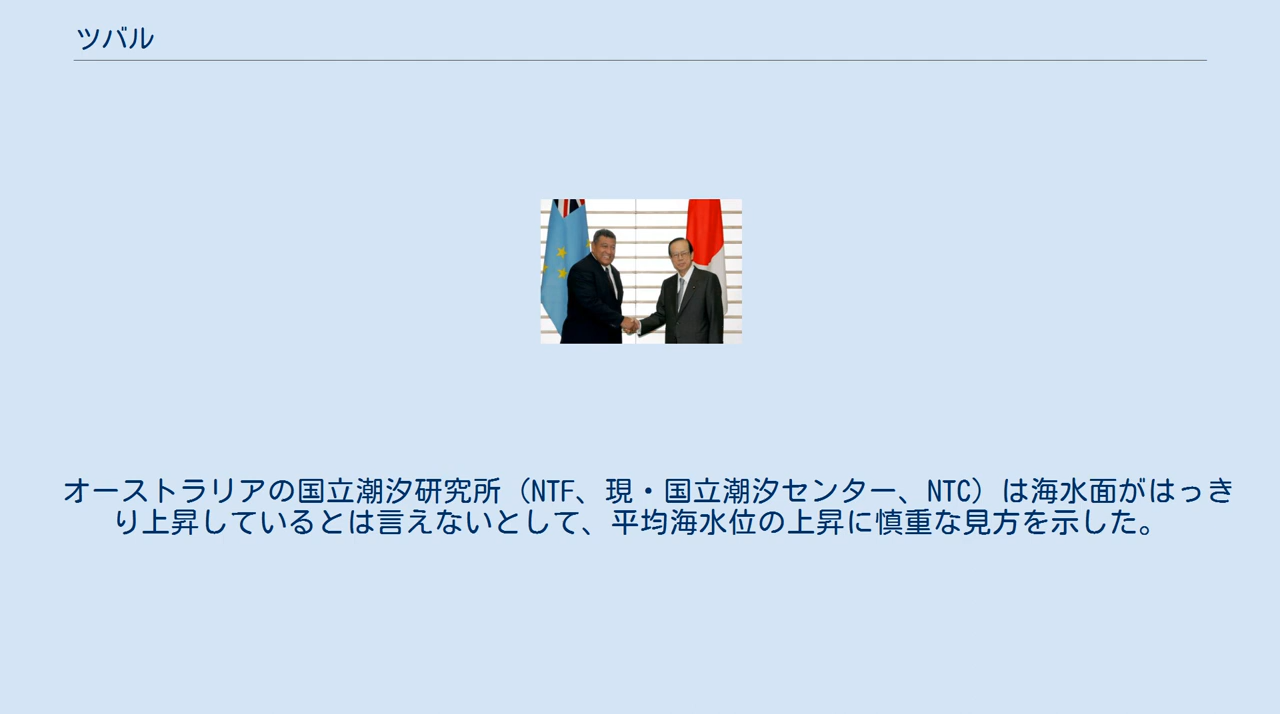 ツバル
オーストラリアの国立潮汐研究所（NTF、現・国立潮汐センター、NTC）は海水面がはっき
り上昇しているとは言えないとして、平均海水位の上昇に慎重な見方を示した。